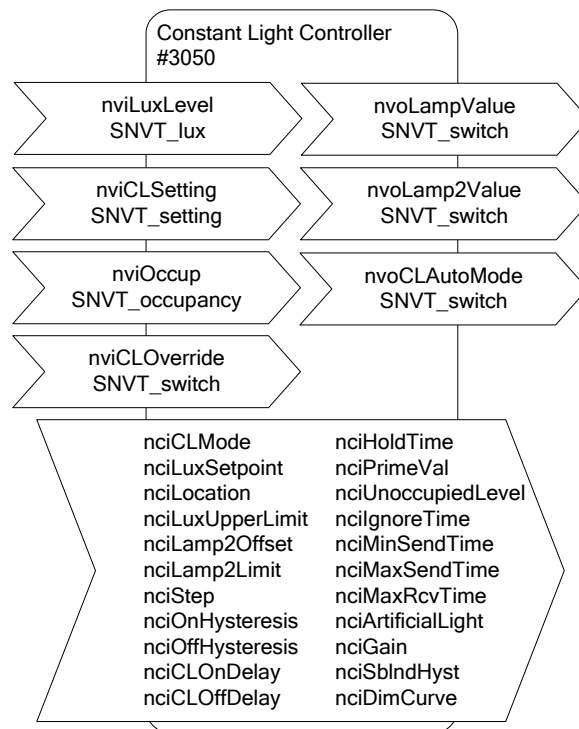 Constant Light Controller
#3050
nviLuxLevel
SNVT_lux
nvoLampValue
SNVT_switch
nviCLSetting
SNVT_setting
nvoLamp2Value
SNVT_switch
nviOccup
SNVT_occupancy
nvoCLAutoMode
SNVT_switch
nviCLOverride
SNVT_switch
nciCLMode
nciLuxSetpoint
nciLocation
nciLuxUpperLimit
nciLamp2Offset
nciLamp2Limit
nciStep
nciOnHysteresis
nciOffHysteresis
nciCLOnDelay
nciCLOffDelay
nciHoldTime
nciPrimeVal
nciUnoccupiedLevel
nciIgnoreTime
nciMinSendTime
nciMaxSendTime
nciMaxRcvTime
nciArtificialLight
nciGain
nciSblndHyst
nciDimCurve